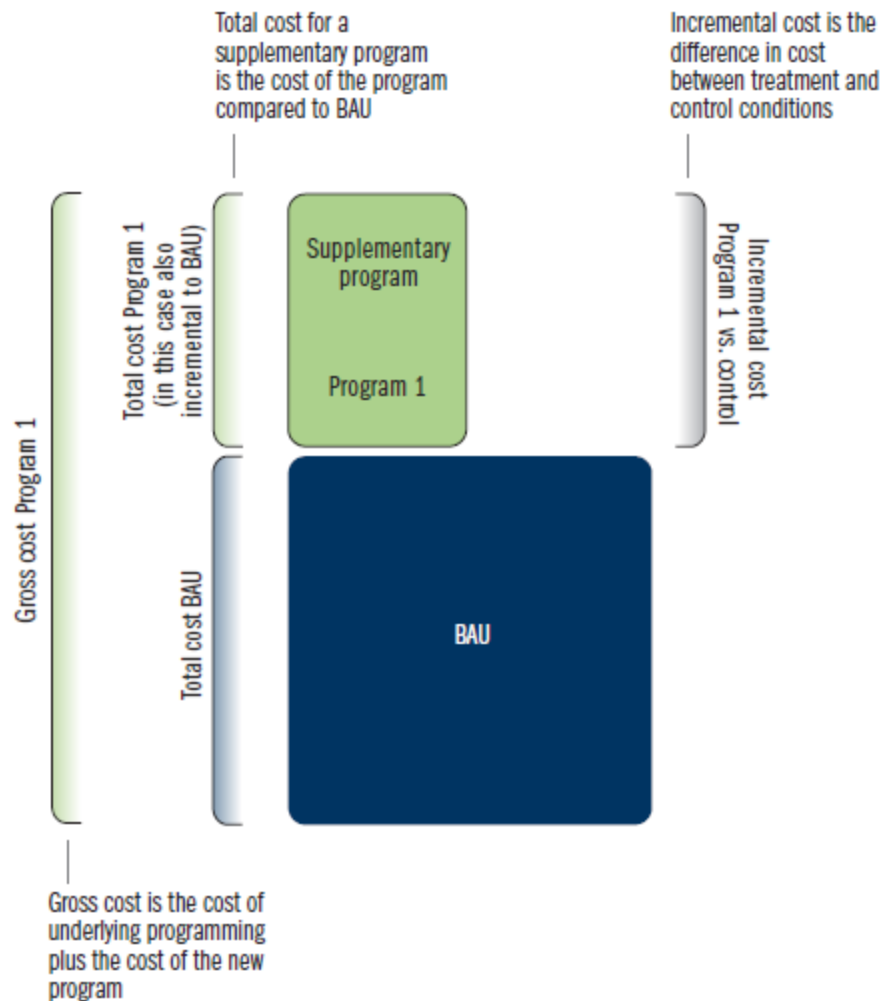 Total cost for a
supplementary program
is the cost of the program
compared to BAU
Incremental cost is the
difference in cost
between treatment and
control conditions
Gross cost Program 1
Total cost Program 1
(in this case also
incremental to BAU)
Supplementary
program
Program 1
Incremental cost
Program 1 vs. control
Total cost BAU
BAU
Gross cost is the cost of
underlying programming
plus the cost of the new
program